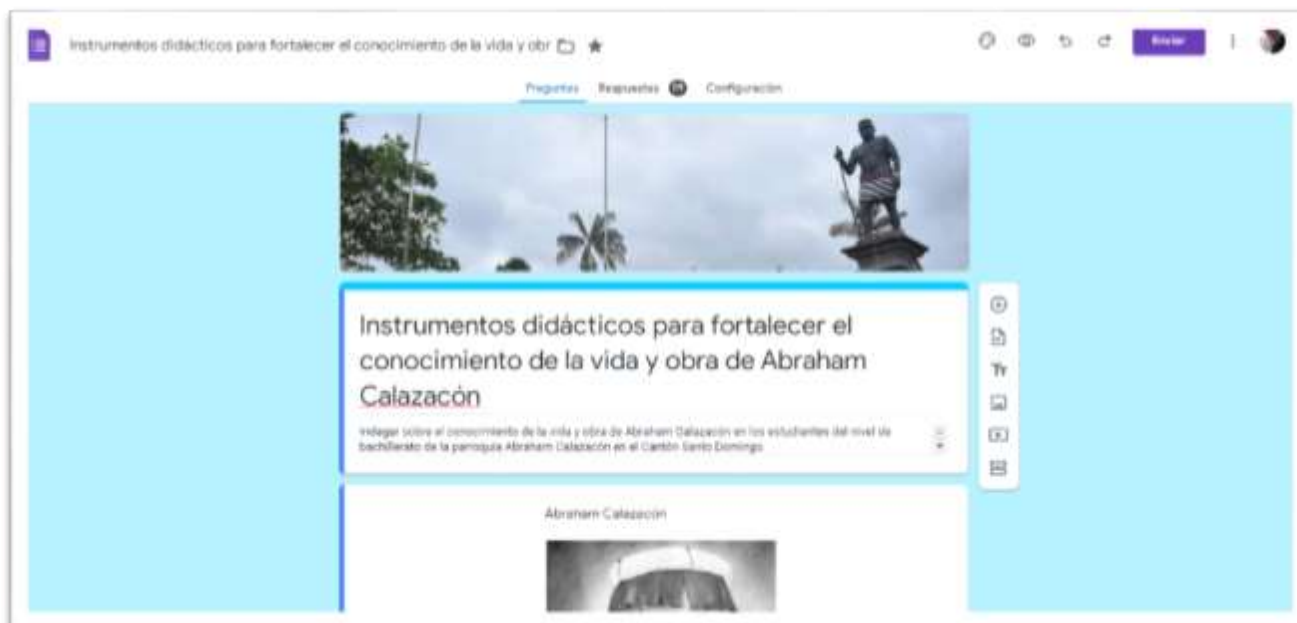 Instrumentos didácticos para fortalecer el conocimiento de la vida y obr
Enviar
Preguntas Respuestas Configuración
Instrumentos didácticos para fortalecer el
conocimiento de la vida y obra de Abraham
Calazacón
Indagar sobre el conocimiento de la vida y obra de Abraham Calazacón en los estudiantes del nivel de
bachillerato de la parroquia Abraham Calazacón en el Cantón Santo Domingo
Abraham Calazacón